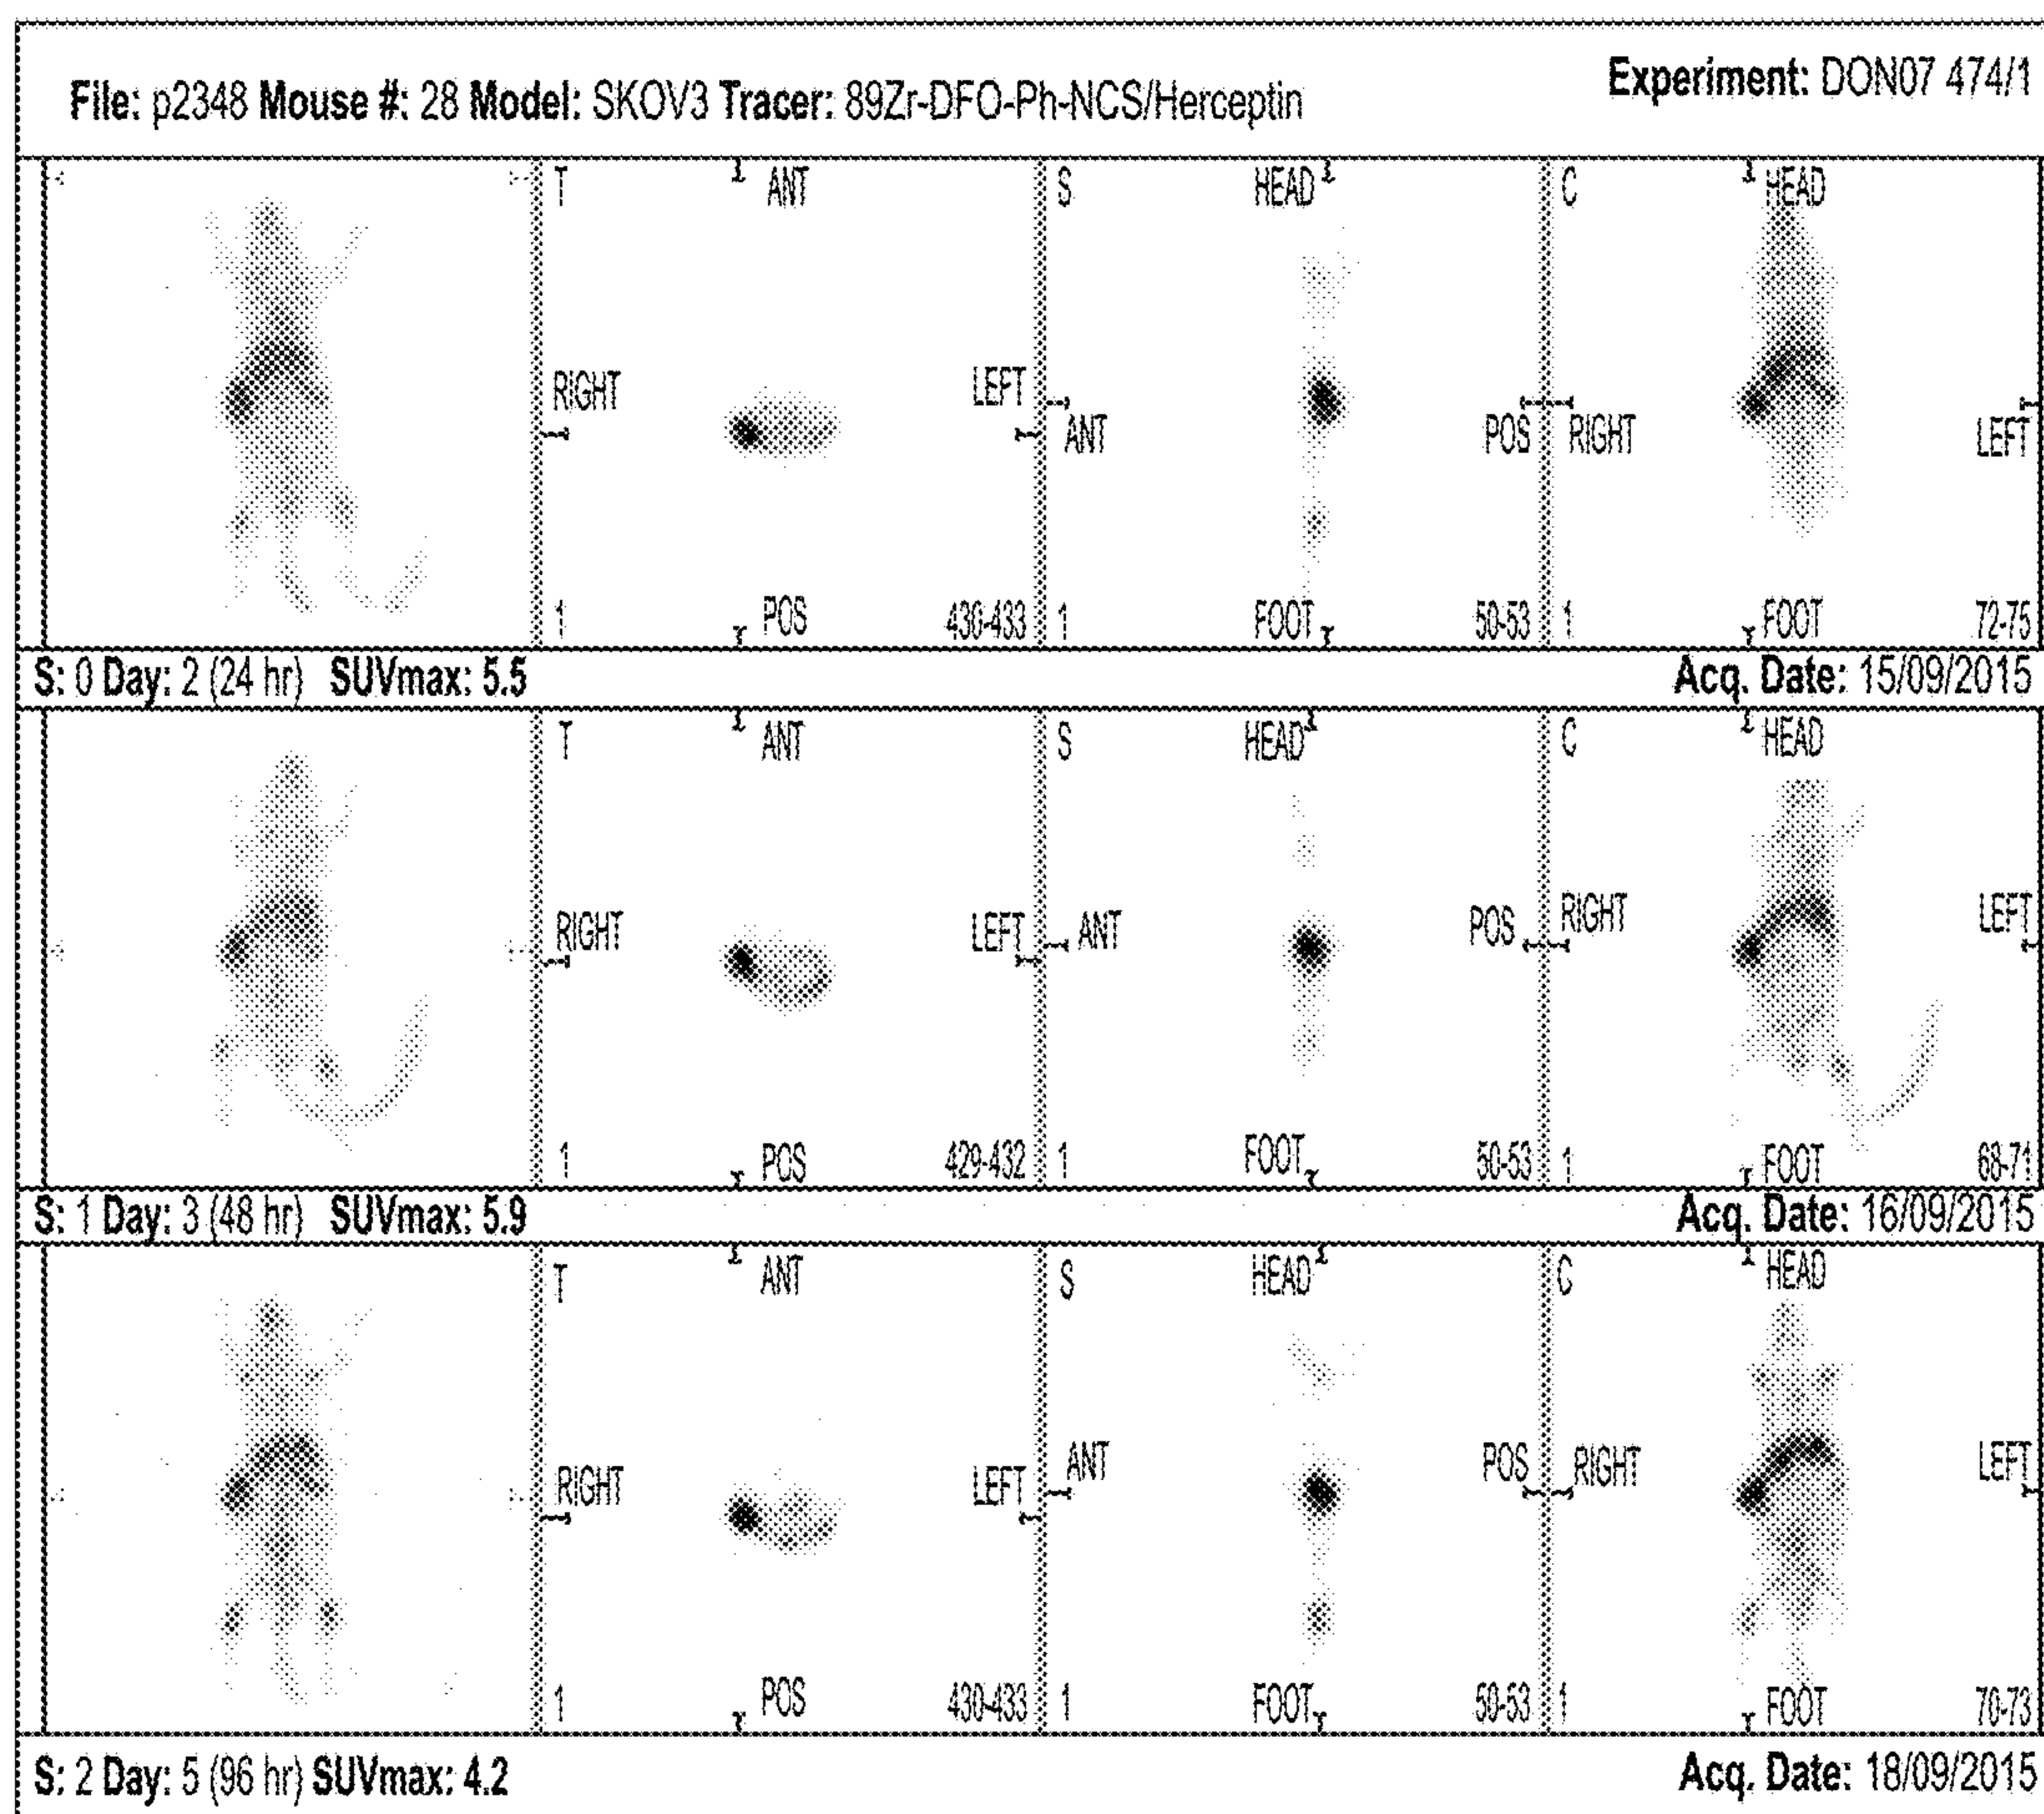 Experiment: DON07 474/1
File: p2348 Mouse #: 28 Model: SKOV3 Tracer: 89Zr-DFO-Ph-NCS/Herceptin
T ANT S HEAD C HEAD
RIGHT LEFT ANT POS RIGHT LEFT
1 POS 430-433 1 FOOT 50-53 1 FOOT 72-75
S: 0 Day: 2 (24 hr) SUVmax: 5.5 Acq. Date: 15/09/2015
T ANT S HEAD C HEAD
RIGHT LEFT ANT POS RIGHT LEFT
1 POS 429-432 1 FOOT 50-53 1 FOOT 68-71
S: 1 Day: 3 (48 hr) SUVmax: 5.9 Acq. Date: 16/09/2015
T ANT S HEAD C HEAD
RIGHT LEFT ANT POS RIGHT LEFT
1 POS 430-433 1 FOOT 50-53 1 FOOT 70-73
S: 2 Day: 5 (96 hr) SUVmax: 4.2 Acq. Date: 18/09/2015